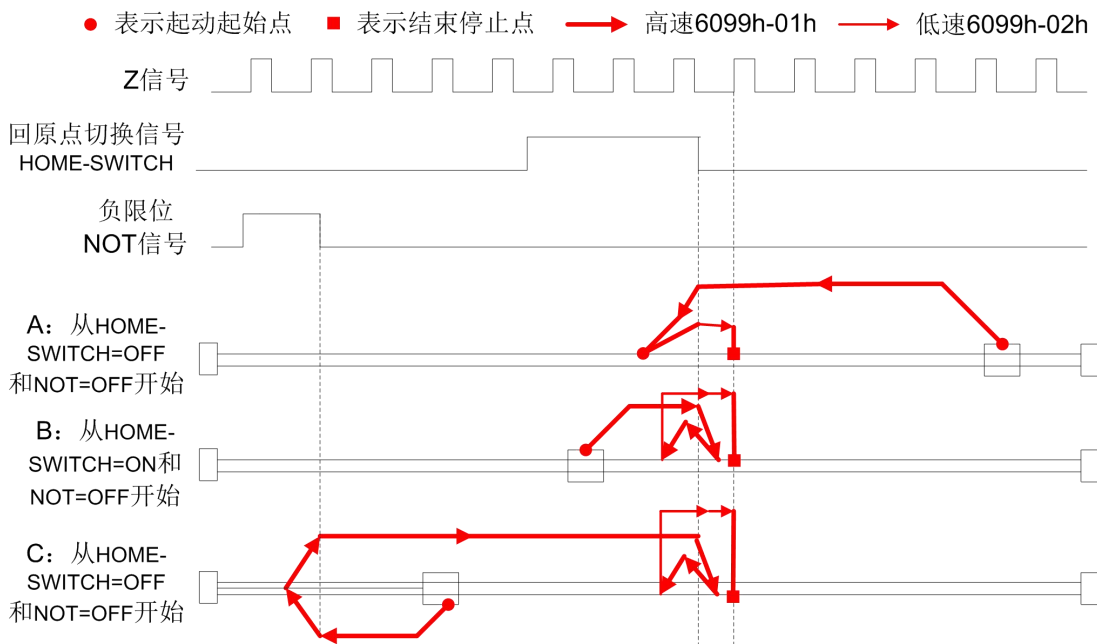 表示起动起始点 表示结束停止点 高速6099h-01h 低速6099h-02h
Z信号
回原点切换信号
HOME-SWITCH
负限位
NOT信号
A：从HOME-
SWITCH=OFF
和NOT=OFF开始
B：从HOME-
SWITCH=ON和
NOT=OFF开始
C：从HOME-
SWITCH=OFF
和NOT=OFF开始